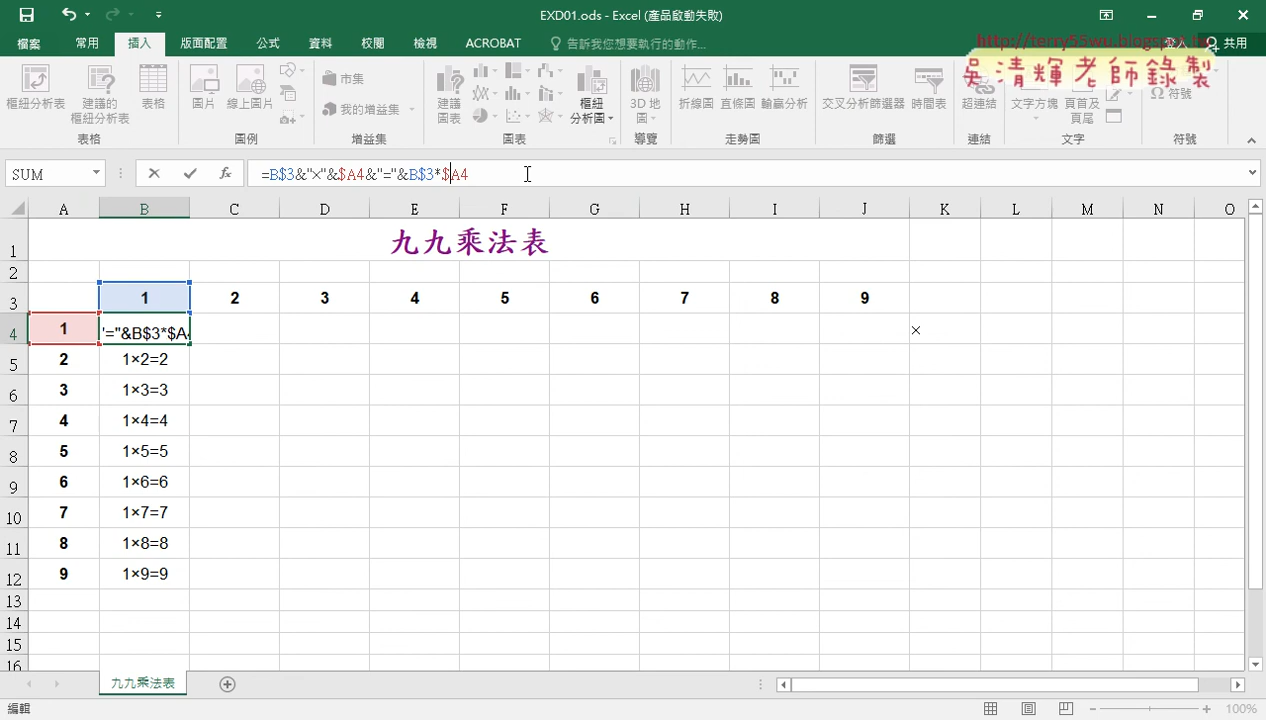 EXD01.ods - Excel (產品啟動失敗)
http://terry55wu.blogspot.tw
吳清輝老師錄製
檔案 常用 插入 版面配置 公式 資料 校閱 檢視 ACROBAT 告訴我您想要執行的動作... 登入 共用
樞紐分析表 建議的樞紐分析表 表格 圖片 線上圖片 市集 我的增益集 建議圖表 樞紐分析圖 3D 地圖 折線圖 直條圖 輸贏分析 交叉分析篩選器 時間表 超連結 文字方塊 頁首及頁尾 Ω 符號
表格 圖例 增益集 圖表 導覽 走勢圖 篩選 連結 文字 符號
SUM fx =B$3&"×"&$A4&"="&B$3*$A4
A B C D E F G H I J K L M N O
1 九九乘法表
2
3 1 2 3 4 5 6 7 8 9
4 1 '="&B$3*$A4 ×
5 2 1×2=2
6 3 1×3=3
7 4 1×4=4
8 5 1×5=5
9 6 1×6=6
10 7 1×7=7
11 8 1×8=8
12 9 1×9=9
13
14
15
16
九九乘法表
編輯 100%